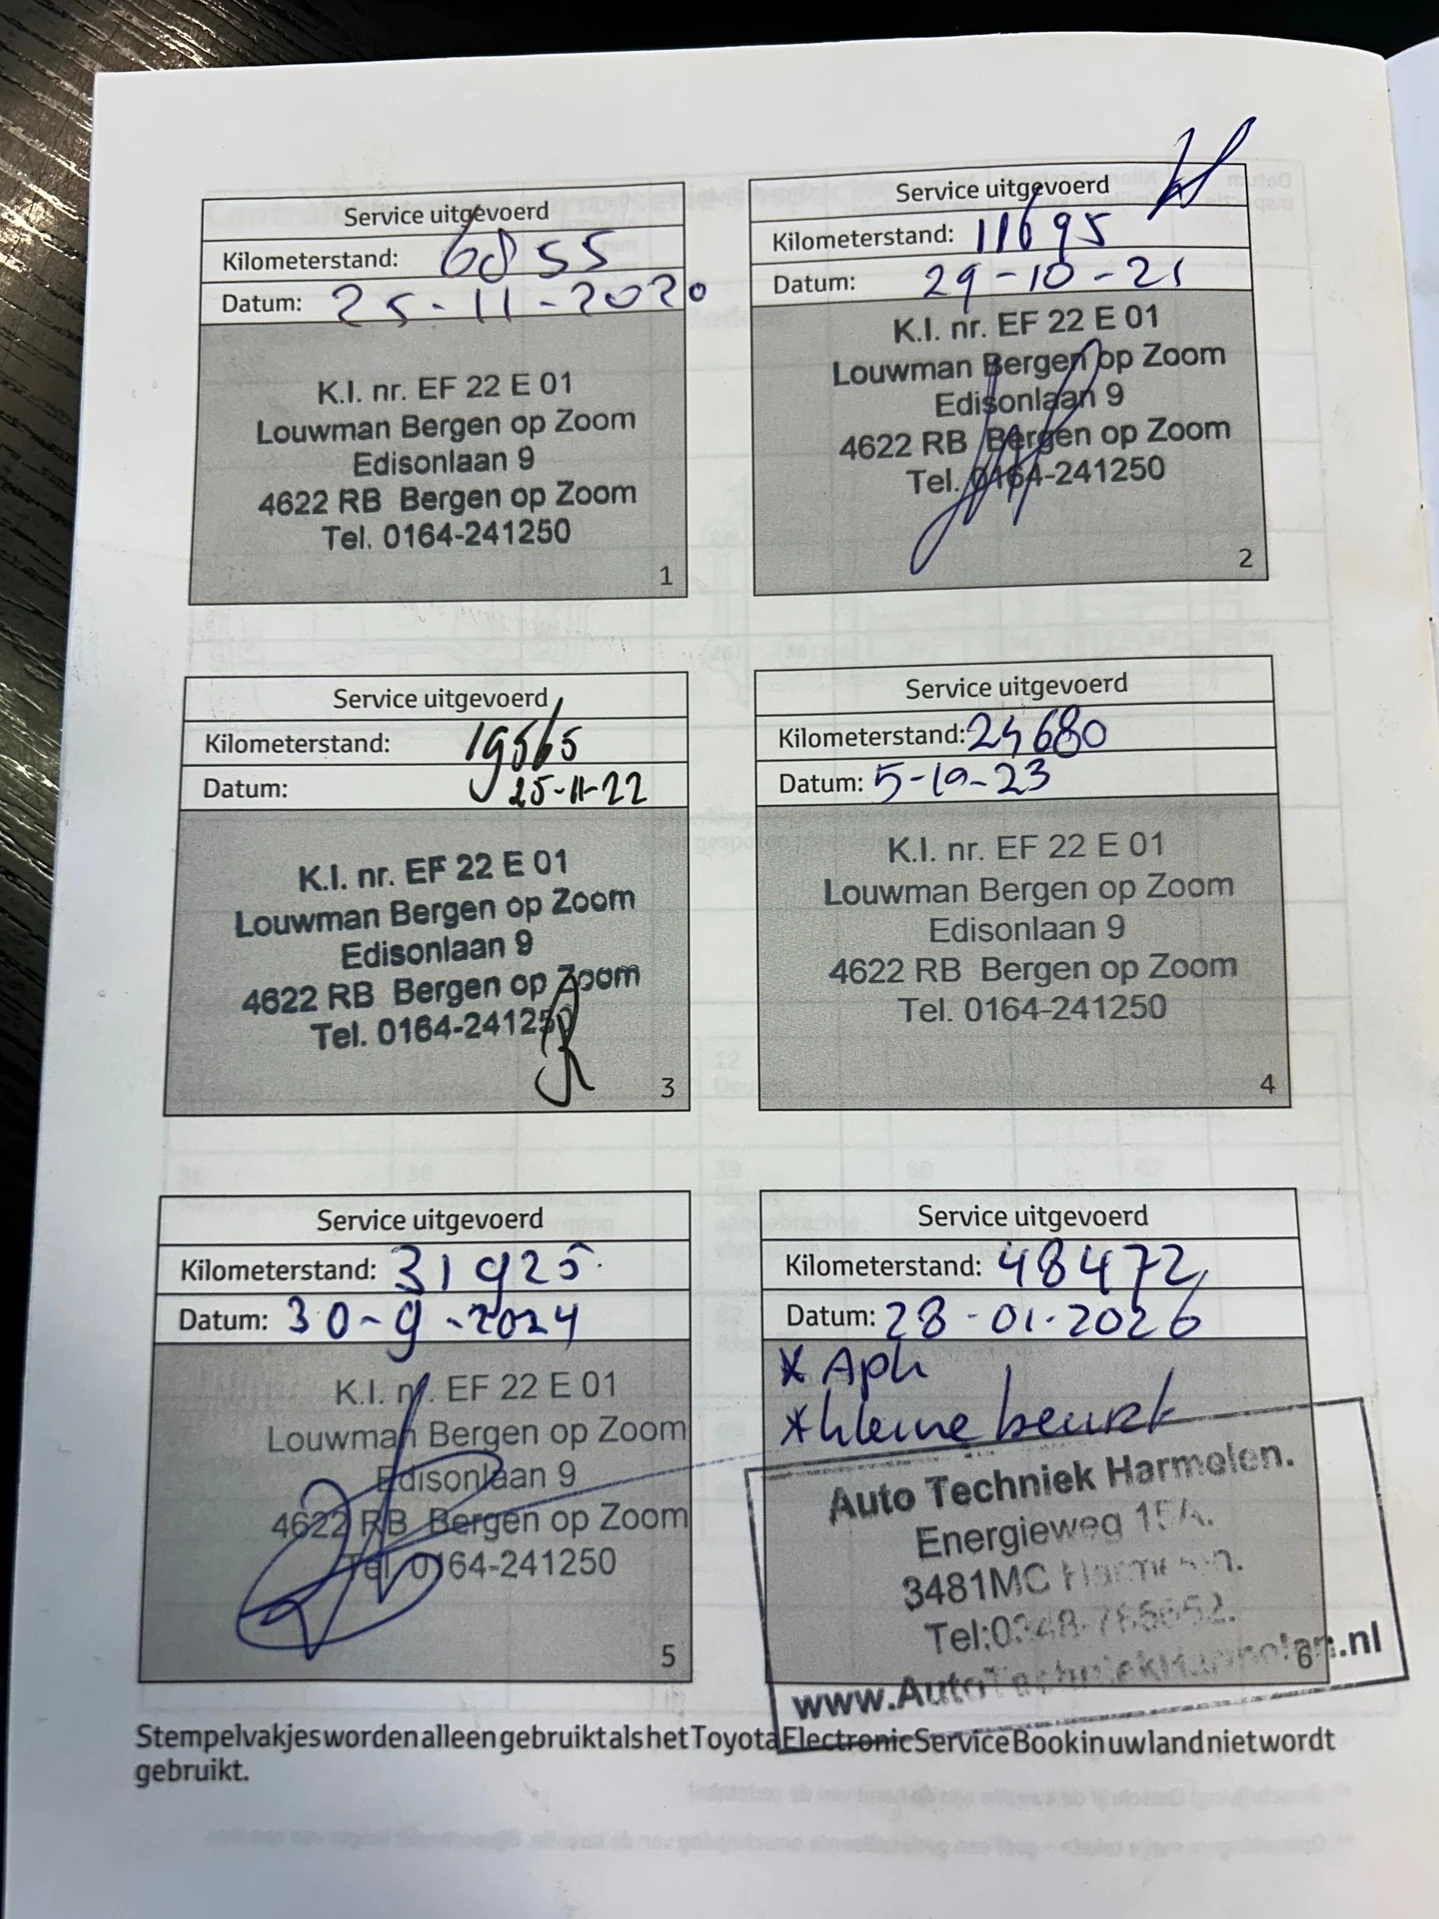 Service uitgevoerd
Kilometerstand: 6855
Datum: 25-11-2020
K.I. nr. EF 22 E 01
Louwman Bergen op Zoom
Edisonlaan 9
4622 RB Bergen op Zoom
Tel. 0164-241250
1
Service uitgevoerd
Kilometerstand: 11695
Datum: 29-10-21
K.I. nr. EF 22 E 01
Louwman Bergen op Zoom
Edisonlaan 9
4622 RB Bergen op Zoom
Tel. 0164-241250
2
Service uitgevoerd
Kilometerstand: 19565
Datum: 25-11-22
K.I. nr. EF 22 E 01
Louwman Bergen op Zoom
Edisonlaan 9
4622 RB Bergen op Zoom
Tel. 0164-241250
3
Service uitgevoerd
Kilometerstand: 24680
Datum: 5-10-23
K.I. nr. EF 22 E 01
Louwman Bergen op Zoom
Edisonlaan 9
4622 RB Bergen op Zoom
Tel. 0164-241250
4
Service uitgevoerd
Kilometerstand: 31925
Datum: 30-9-2024
K.I. nr. EF 22 E 01
Louwman Bergen op Zoom
Edisonlaan 9
4622 RB Bergen op Zoom
Tel. 0164-241250
5
Service uitgevoerd
Kilometerstand: 48472
Datum: 28-01-2026
* Apk
* kleine beurt
Auto Techniek Harmelen.
Energieweg 15A.
3481MC Harmelen.
www.AutoTechniekHarmelen.nl
6
Stempelvakjes worden alleen gebruikt als het Toyota Electronic Service Book in uw land niet wordt
gebruikt.